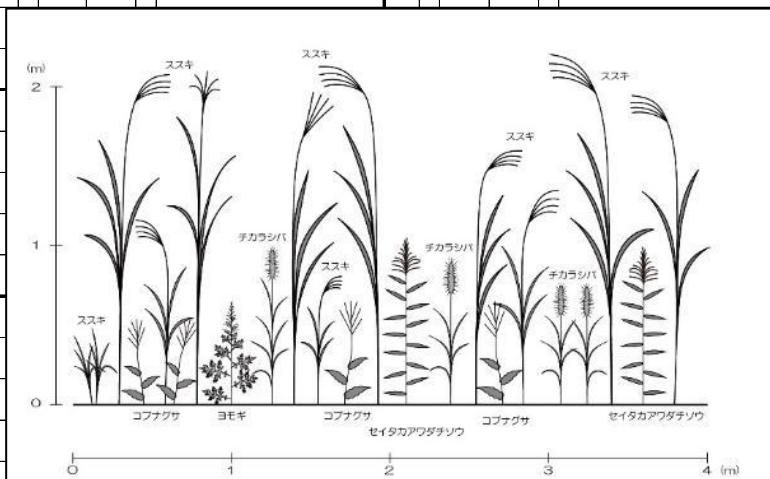 (m)
2
1
0
ススキ
ススキ
ススキ
ススキ
チカラシバ
チカラシバ
ススキ
チカラシバ
ススキ
コブナグサ
ヨモギ
コブナグサ
コブナグサ
セイタカアワダチソウ
セイタカアワダチソウ
0
1
2
3
4 (m)